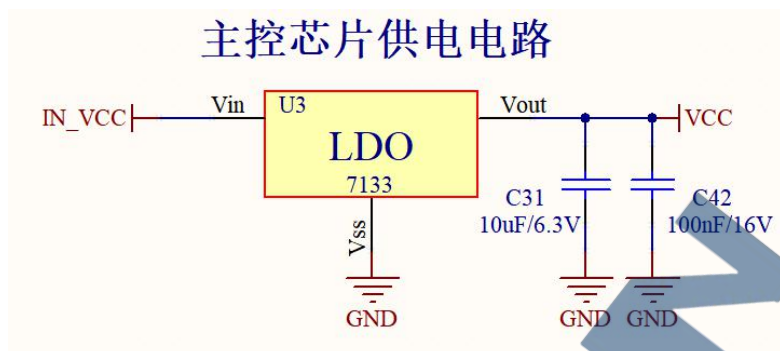 主控芯片供电电路
IN_VCC
Vin
U3
LDO
7133
Vss
GND
Vout
VCC
C31
10uF/6.3V
GND
C42
100nF/16V
GND